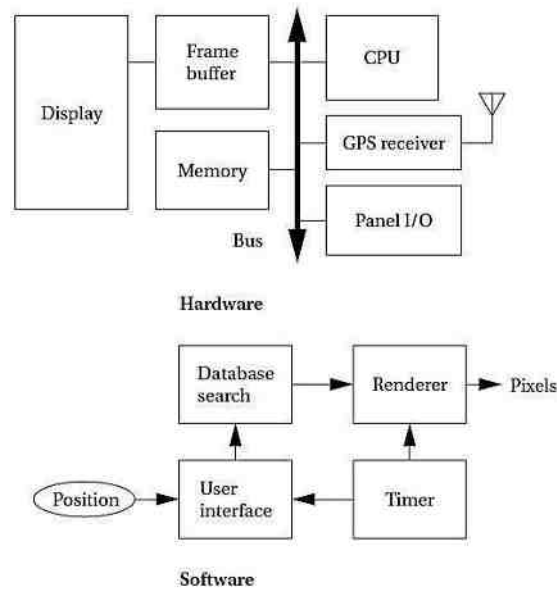 Display
Frame
buffer
CPU
Memory
GPS receiver
Panel I/O
Bus
Hardware
Database
search
Renderer
Pixels
Position
User
interface
Timer
Software